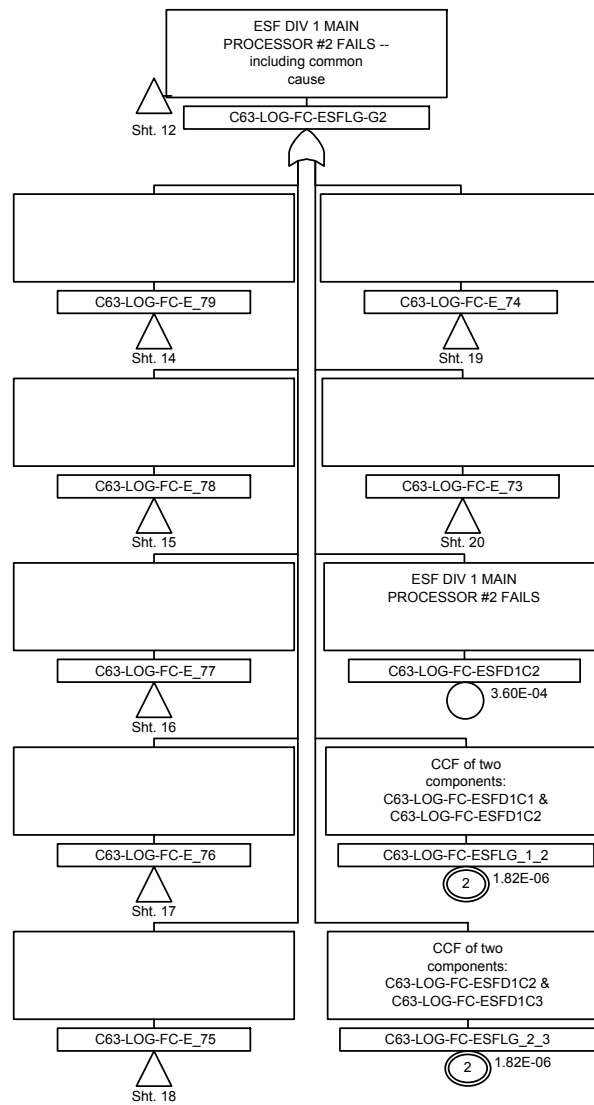 ESF DIV 1 MAIN
PROCESSOR #2 FAILS --
including common
cause
C63-LOG-FC-ESFLG-G2
Sht. 12
C63-LOG-FC-E_79
Sht. 14
C63-LOG-FC-E_74
Sht. 19
C63-LOG-FC-E_78
Sht. 15
C63-LOG-FC-E_73
Sht. 20
C63-LOG-FC-E_77
Sht. 16
ESF DIV 1 MAIN
PROCESSOR #2 FAILS
C63-LOG-FC-ESFD1C2
3.60E-04
C63-LOG-FC-E_76
Sht. 17
CCF of two
components:
C63-LOG-FC-ESFD1C1 &
C63-LOG-FC-ESFD1C2
C63-LOG-FC-ESFLG_1_2
2
1.82E-06
C63-LOG-FC-E_75
Sht. 18
CCF of two
components:
C63-LOG-FC-ESFD1C2 &
C63-LOG-FC-ESFD1C3
C63-LOG-FC-ESFLG_2_3
2
1.82E-06